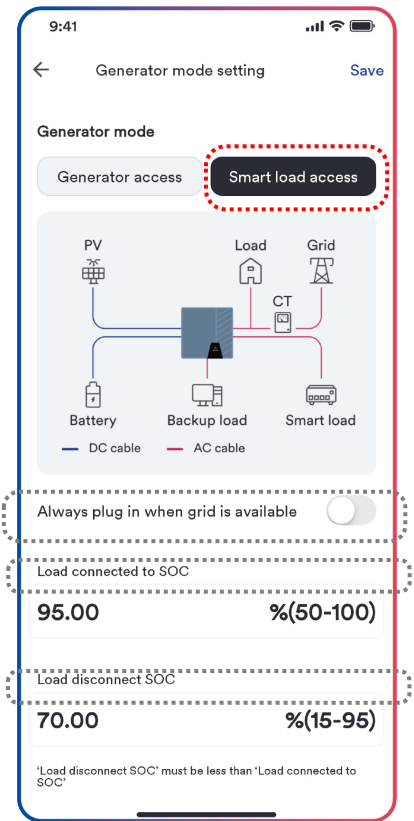 9:41
Generator mode setting
Save
Generator mode
Generator access
Smart load access
PV
Load
Grid
CT
Battery
Backup load
Smart load
DC cable
AC cable
Always plug in when grid is available
Load connected to SOC
95.00 %(50-100)
Load disconnect SOC
70.00 %(15-95)
'Load disconnect SOC' must be less than 'Load connected to
SOC'